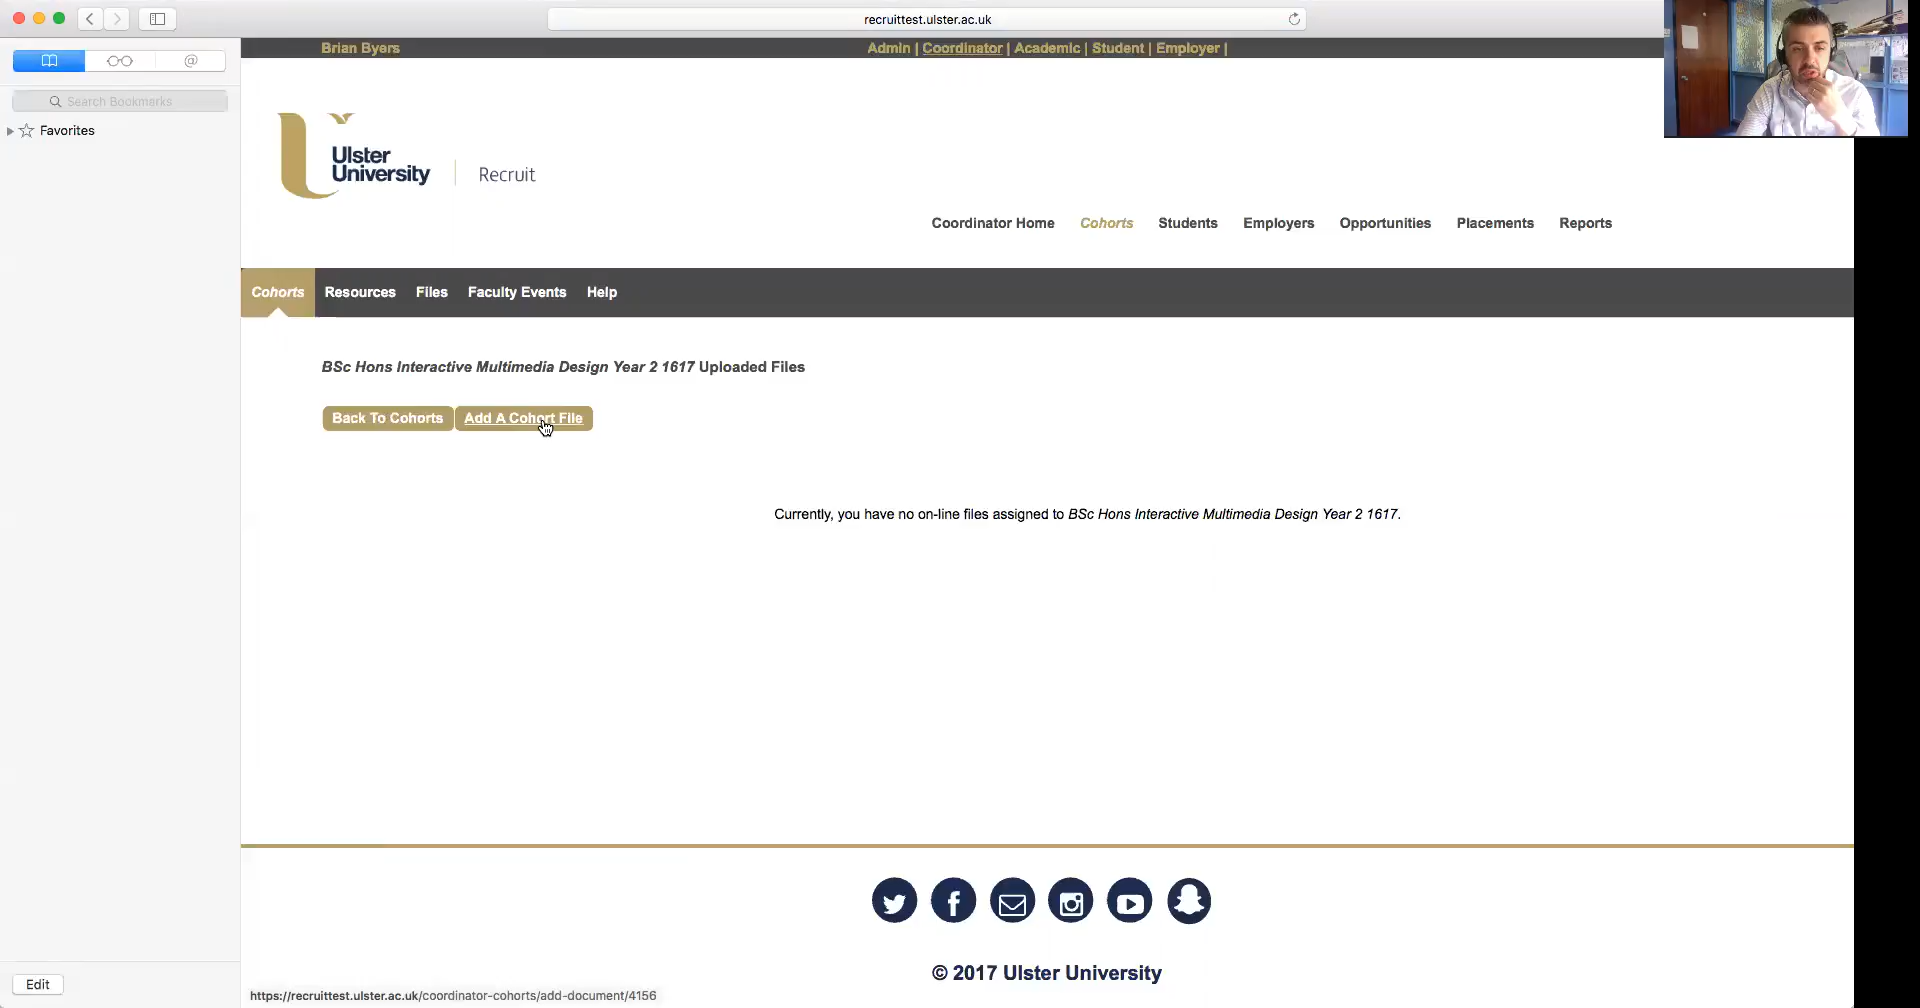 recruittest.ulster.ac.uk
Brian Byers
Admin | Coordinator | Academic | Student | Employer |
Search Bookmarks
Favorites
Ulster
University
Recruit
Coordinator Home Cohorts Students Employers Opportunities Placements Reports
Cohorts Resources Files Faculty Events Help
BSc Hons Interactive Multimedia Design Year 2 1617 Uploaded Files
Back To Cohorts Add A Cohort File
Currently, you have no on-line files assigned to BSc Hons Interactive Multimedia Design Year 2 1617.
© 2017 Ulster University
Edit
https://recruittest.ulster.ac.uk/coordinator-cohorts/add-document/4156